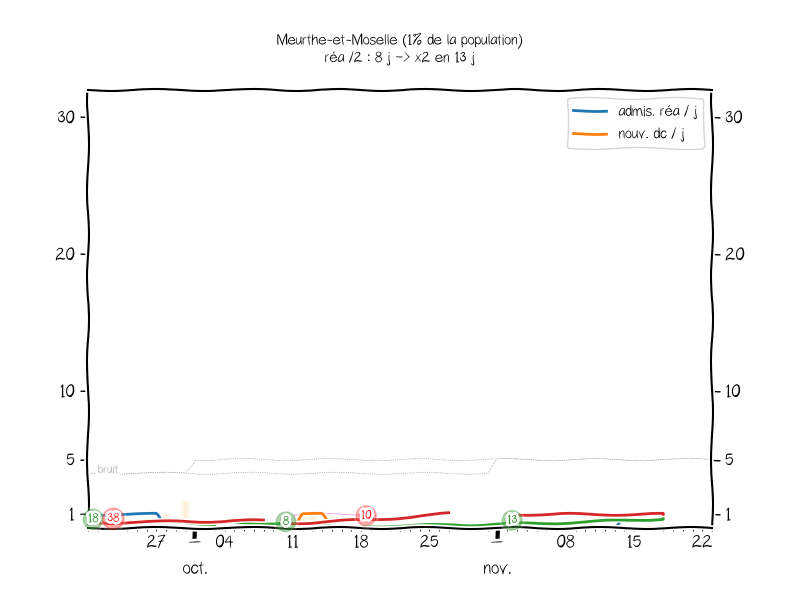 Meurthe-et-Moselle (1% de la population)
réa /2 : 8 j -> x2 en 13 j
admis. réa / j
nouv. dc / j
30 30
20 20
10 10
5 5
bruit
1 1
18 38 8 10 13
27 04 11 18 25 08 15 22
oct. nov.